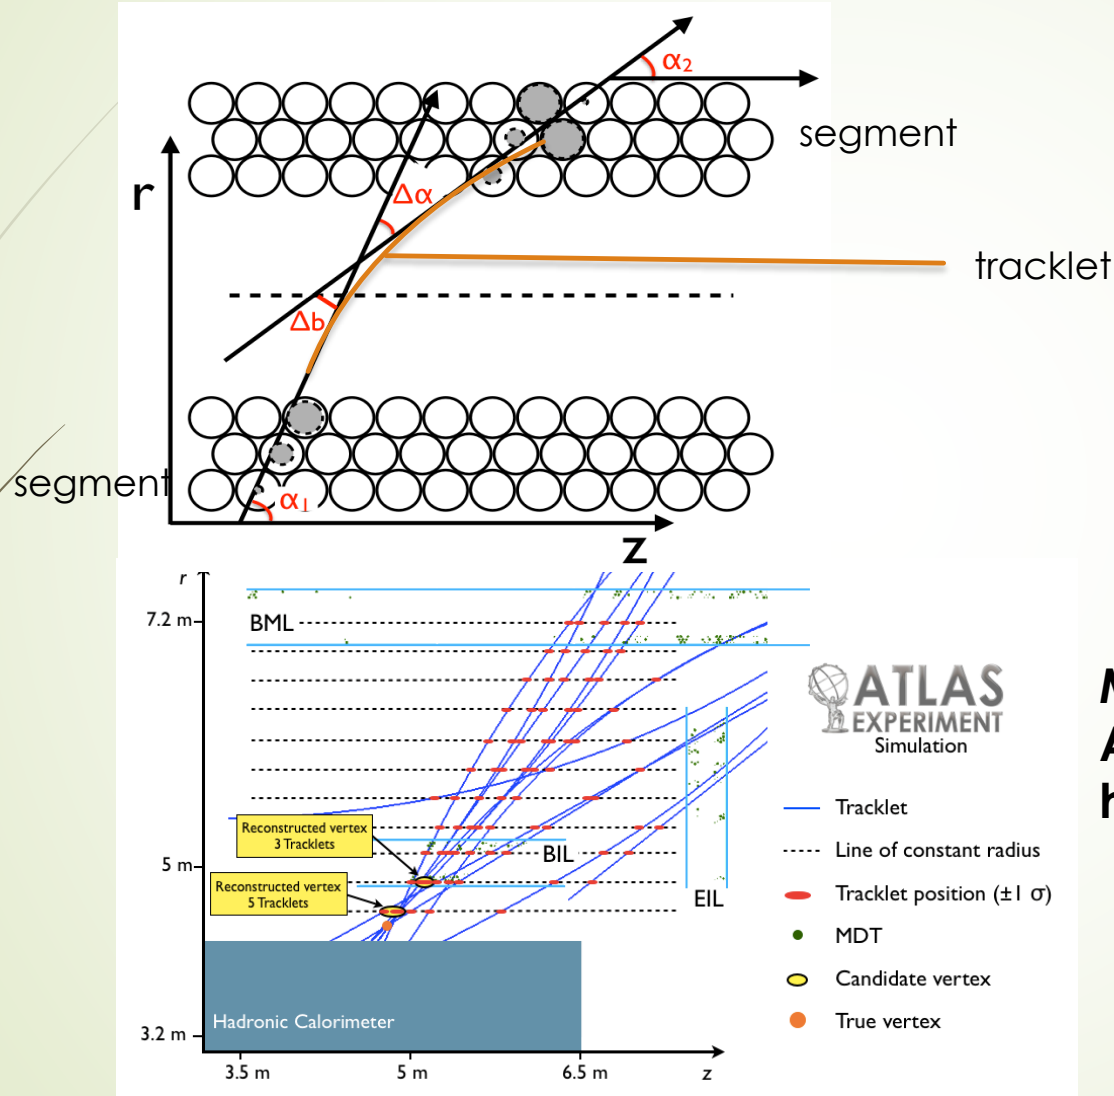 α₂
segment
r
Δα
tracklet
Δb
segment
α₁
z
r
7.2 m
BML
ATLAS
EXPERIMENT
Simulation
Tracklet
Reconstructed vertex
3 Tracklets
BIL
Line of constant radius
5 m
Reconstructed vertex
5 Tracklets
EIL
Tracklet position (±1 σ)
MDT
Candidate vertex
Hadronic Calorimeter
True vertex
3.2 m
3.5 m
5 m
6.5 m
z